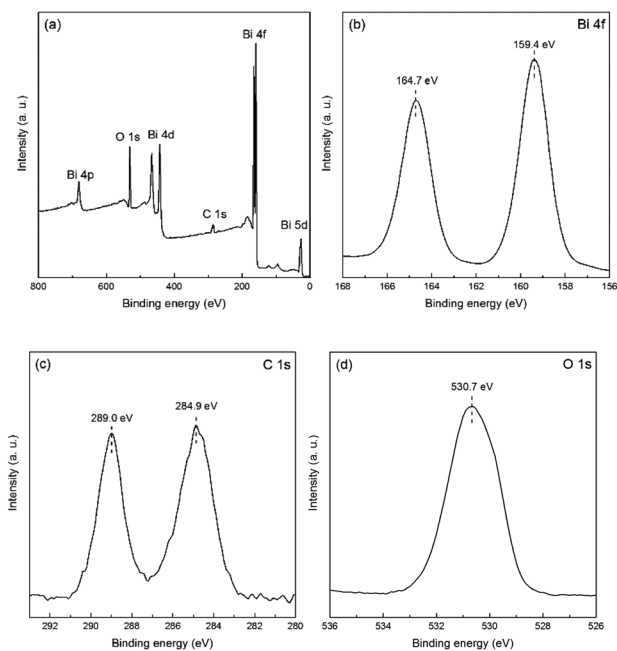 (a)
Bi 4f
O 1s
Bi 4d
Bi 4p
C 1s
Bi 5d
Intensity (a. u.)
800 600 400 200 0
Binding energy (eV)
(b)
Bi 4f
159.4 eV
164.7 eV
Intensity (a. u.)
168 166 164 162 160 158 156
Binding energy (eV)
(c)
C 1s
289.0 eV
284.9 eV
Intensity (a. u.)
292 290 288 286 284 282 280
Binding energy (eV)
(d)
O 1s
530.7 eV
Intensity (a. u.)
536 534 532 530 528 526
Binding energy (eV)